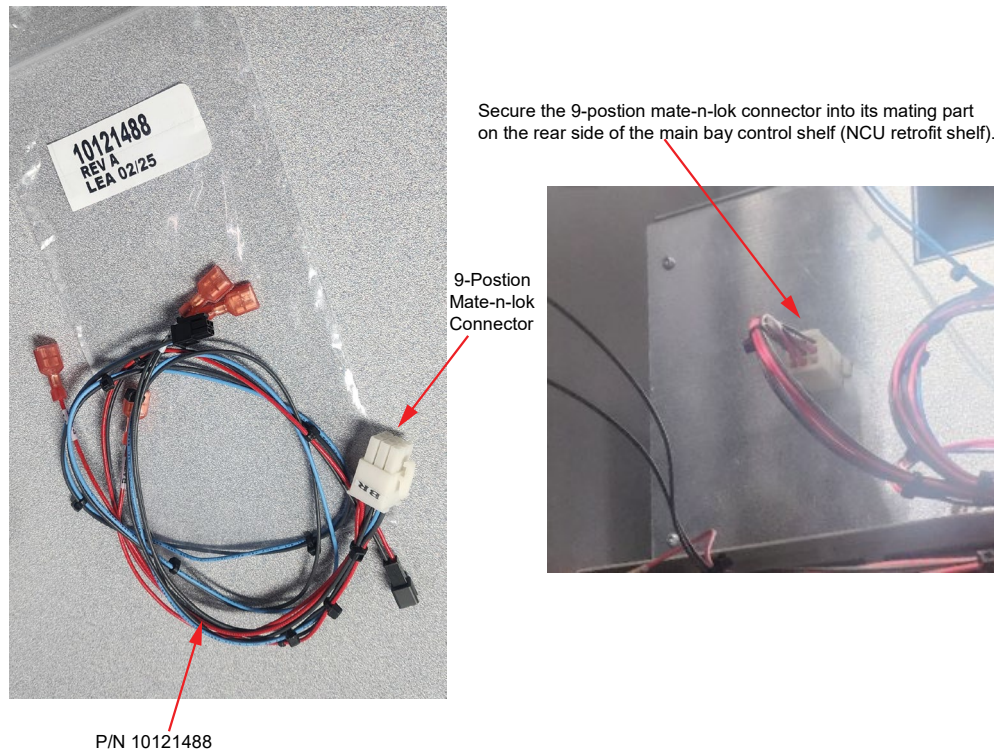 10121488
REV A
LEA 02/25
Secure the 9-postion mate-n-lok connector into its mating part
on the rear side of the main bay control shelf (NCU retrofit shelf).
9-Postion
Mate-n-lok
Connector
BR
P/N 10121488